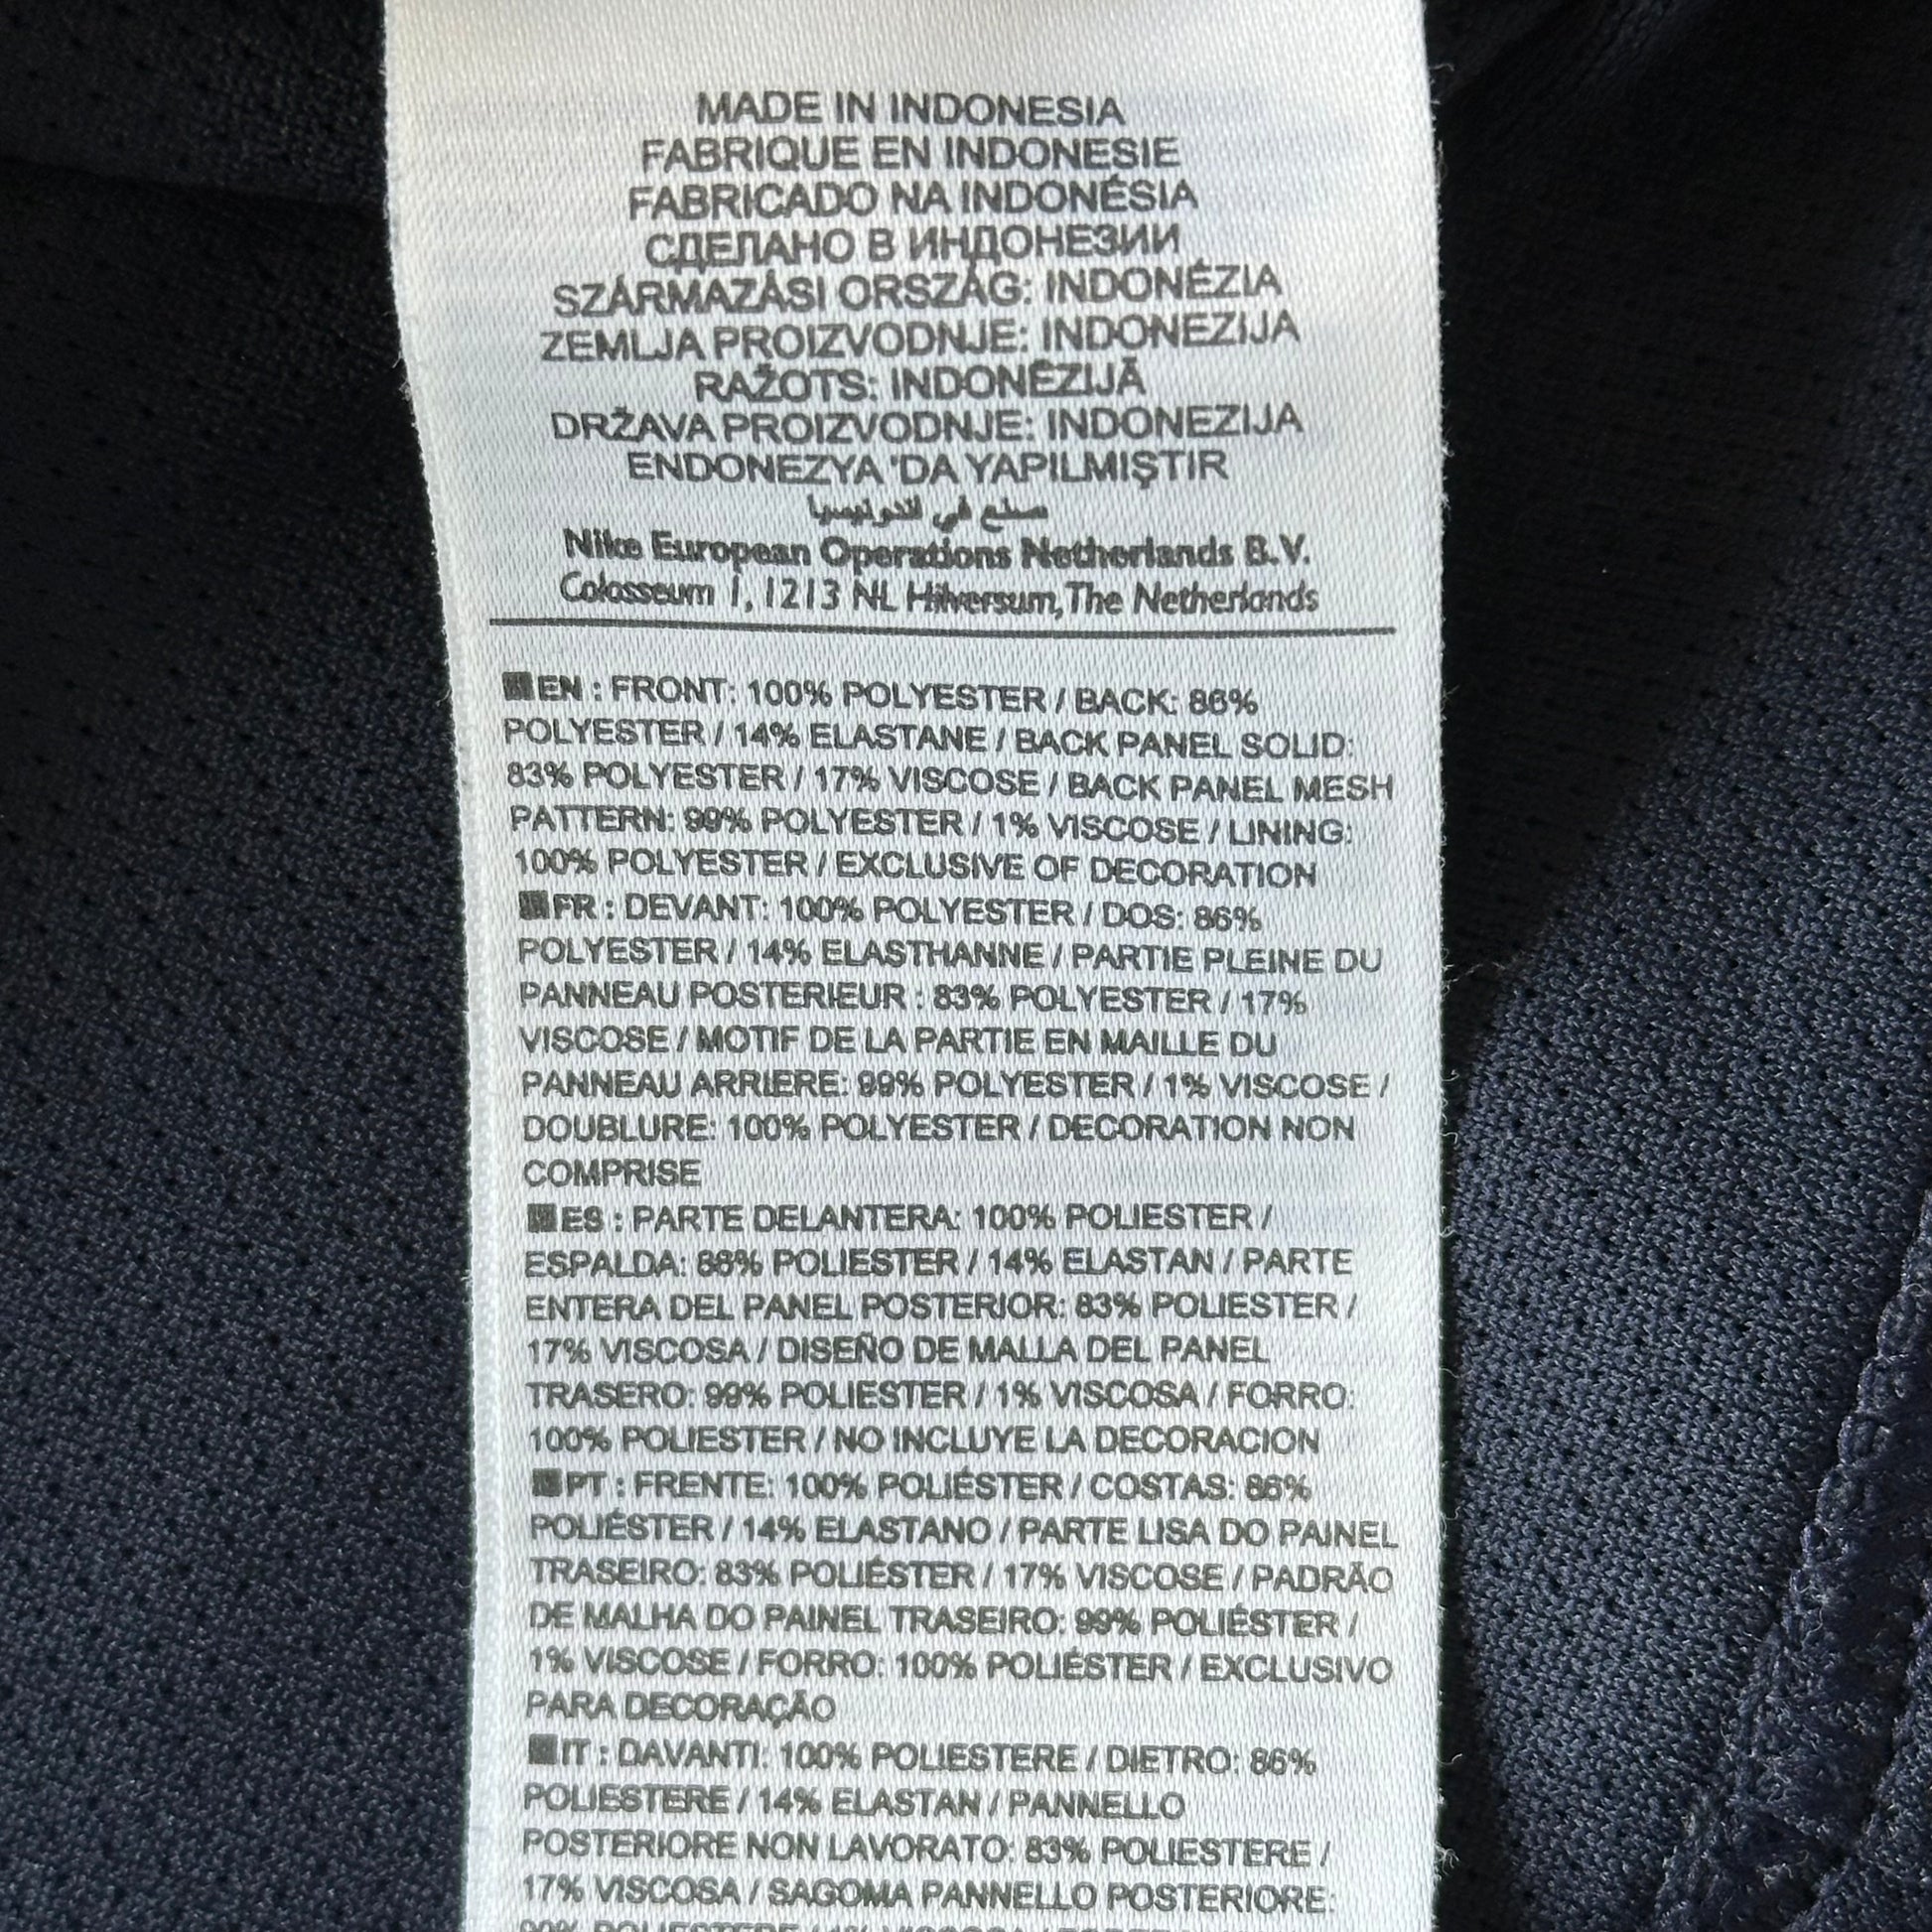 MADE IN INDONESIA
FABRIQUE EN INDONESIE
FABRICADO NA INDONÉSIA
СДЕЛАНО В ИНДОНЕЗИИ
SZÁRMAZÁSI ORSZÁG: INDONÉZIA
ZEMLJA PROIZVODNJE: INDONEZIJA
RAŽOTS: INDONĒZIJĀ
DRŽAVA PROIZVODNJE: INDONEZIJA
ENDONEZYA 'DA YAPILMIŞTIR
صنع في اندونيسيا
Nike European Operations Netherlands B.V.
Colosseum 1, 1213 NL Hilversum, The Netherlands
EN : FRONT: 100% POLYESTER / BACK: 86%
POLYESTER / 14% ELASTANE / BACK PANEL SOLID:
83% POLYESTER / 17% VISCOSE / BACK PANEL MESH
PATTERN: 99% POLYESTER / 1% VISCOSE / LINING:
100% POLYESTER / EXCLUSIVE OF DECORATION
FR : DEVANT: 100% POLYESTER / DOS: 86%
POLYESTER / 14% ELASTHANNE / PARTIE PLEINE DU
PANNEAU POSTERIEUR : 83% POLYESTER / 17%
VISCOSE / MOTIF DE LA PARTIE EN MAILLE DU
PANNEAU ARRIERE: 99% POLYESTER / 1% VISCOSE /
DOUBLURE: 100% POLYESTER / DECORATION NON
COMPRISE
ES : PARTE DELANTERA: 100% POLIESTER /
ESPALDA: 86% POLIESTER / 14% ELASTAN / PARTE
ENTERA DEL PANEL POSTERIOR: 83% POLIESTER /
17% VISCOSA / DISEÑO DE MALLA DEL PANEL
TRASERO: 99% POLIESTER / 1% VISCOSA / FORRO:
100% POLIESTER / NO INCLUYE LA DECORACION
PT : FRENTE: 100% POLIÉSTER / COSTAS: 86%
POLIÉSTER / 14% ELASTANO / PARTE LISA DO PAINEL
TRASEIRO: 83% POLIÉSTER / 17% VISCOSE / PADRÃO
DE MALHA DO PAINEL TRASEIRO: 99% POLIÉSTER /
1% VISCOSE / FORRO: 100% POLIÉSTER / EXCLUSIVO
PARA DECORAÇÃO
IT : DAVANTI: 100% POLIESTERE / DIETRO: 86%
POLIESTERE / 14% ELASTAN / PANNELLO
POSTERIORE NON LAVORATO: 83% POLIESTERE /
17% VISCOSA / SAGOMA PANNELLO POSTERIORE: